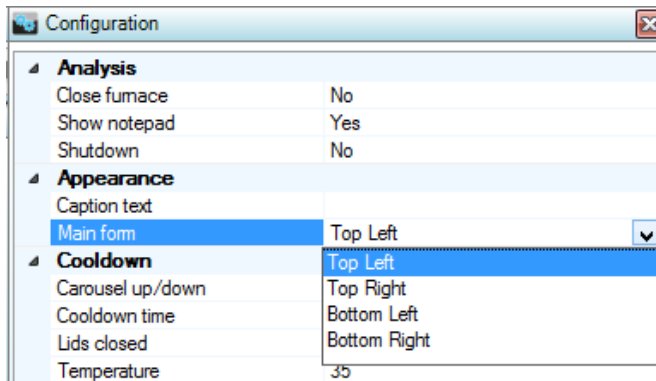 Configuration
Analysis
Close furnace No
Show notepad Yes
Shutdown No
Appearance
Caption text
Main form Top Left
Cooldown Top Left
Carousel up/down Top Right
Cooldown time Bottom Left
Lids closed Bottom Right
Temperature 35